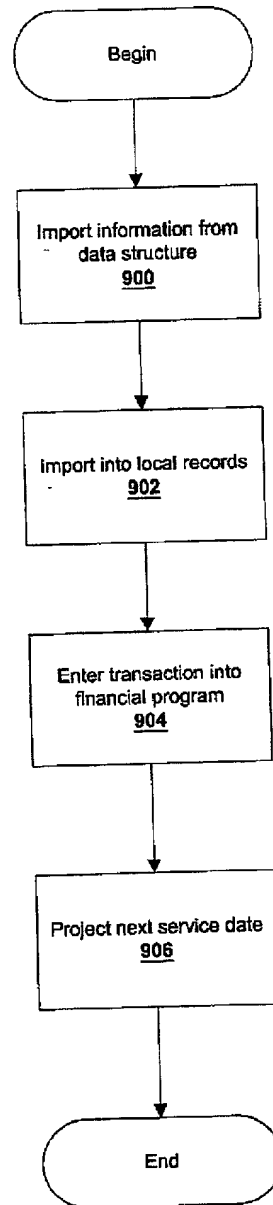 Begin
Import information from
data structure
900
Import into local records
902
Enter transaction into
financial program
904
Project next service date
906
End